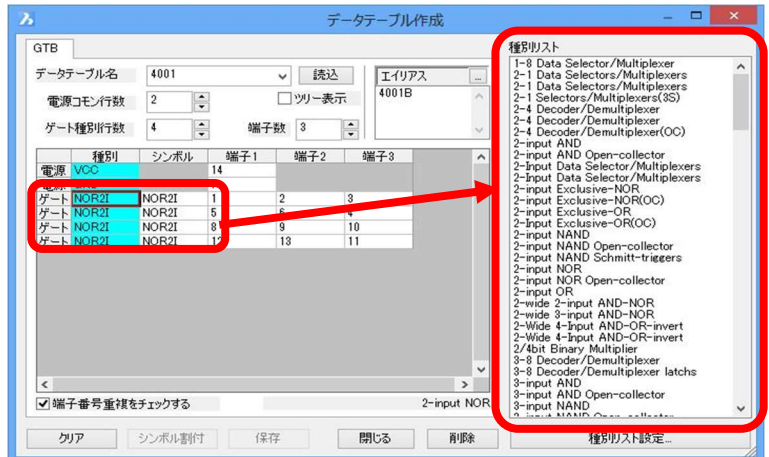 データテーブル作成
GTB
データテーブル名 4001 読込 エイリアス ...
電源コモン行数 2 ツリー表示 4001B
ゲート種別行数 4 端子数 3
種別 シンボル 端子1 端子2 端子3
電源 VCC 14
電源
ゲート NOR2I NOR2I 1 2 3
ゲート NOR2I NOR2I 5 6 4
ゲート NOR2I NOR2I 8 9 10
ゲート NOR2I NOR2I 12 13 11
端子番号重複をチェックする 2-input NOR
クリア シンボル割付 保存 閉じる 削除
種別リスト
1-8 Data Selector/Multiplexer
2-1 Data Selector/Multiplexers
2-1 Data Selector/Multiplexers
2-1 Selectors/Multiplexers(3S)
2-4 Decoder/Demultiplexer
2-4 Decoder/Demultiplexer
2-4 Decoder/Demultiplexer(OC)
2-input AND
2-input AND Open-collector
2-Input Data Selector/Multiplexers
2-Input Data Selector/Multiplexers
2-input Exclusive-NOR
2-input Exclusive-NOR(OC)
2-input Exclusive-OR
2-Input Exclusive-OR(OC)
2-input NAND
2-input NAND Open-collector
2-input NAND Schmitt-triggers
2-input NOR
2-input NOR Open-collector
2-input OR
2-wide 2-input AND-NOR
2-wide 3-input AND-NOR
2-Wide 4-Input AND-OR-invert
2-Wide 4-Input AND-OR-invert
2/4bit Binary Multiplier
3-8 Decoder/Demultiplexer
3-8 Decoder/Demultiplexer latchs
3-input AND
3-input AND Open-collector
3-input NAND
種別リスト設定...